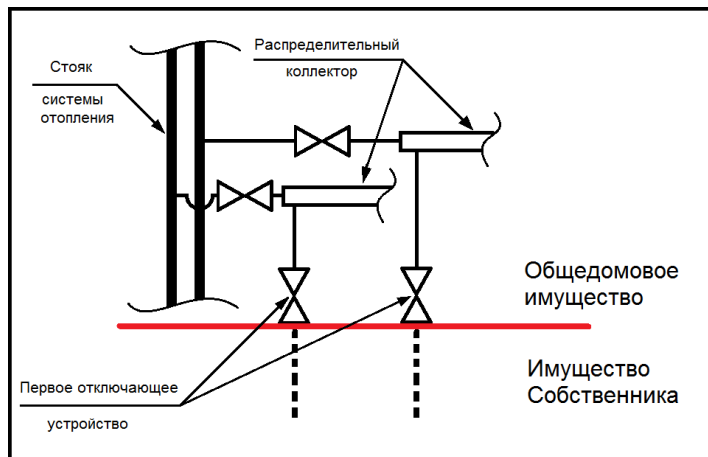 Распределительный
коллектор
Стояк
системы
отопления
Общедомовое
имущество
Имущество
Собственника
Первое отключающее
устройство